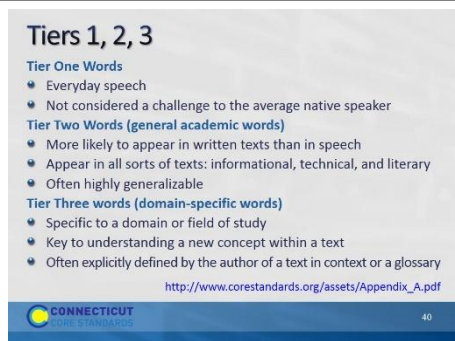 Tiers 1, 2, 3
Tier One Words
Everyday speech
Not considered a challenge to the average native speaker
Tier Two Words (general academic words)
More likely to appear in written texts than in speech
Appear in all sorts of texts: informational, technical, and literary
Often highly generalizable
Tier Three words (domain-specific words)
Specific to a domain or field of study
Key to understanding a new concept within a text
Often explicitly defined by the author of a text in context or a glossary
http://www.corestandards.org/assets/Appendix_A.pdf
CONNECTICUT
CORE STANDARDS
40